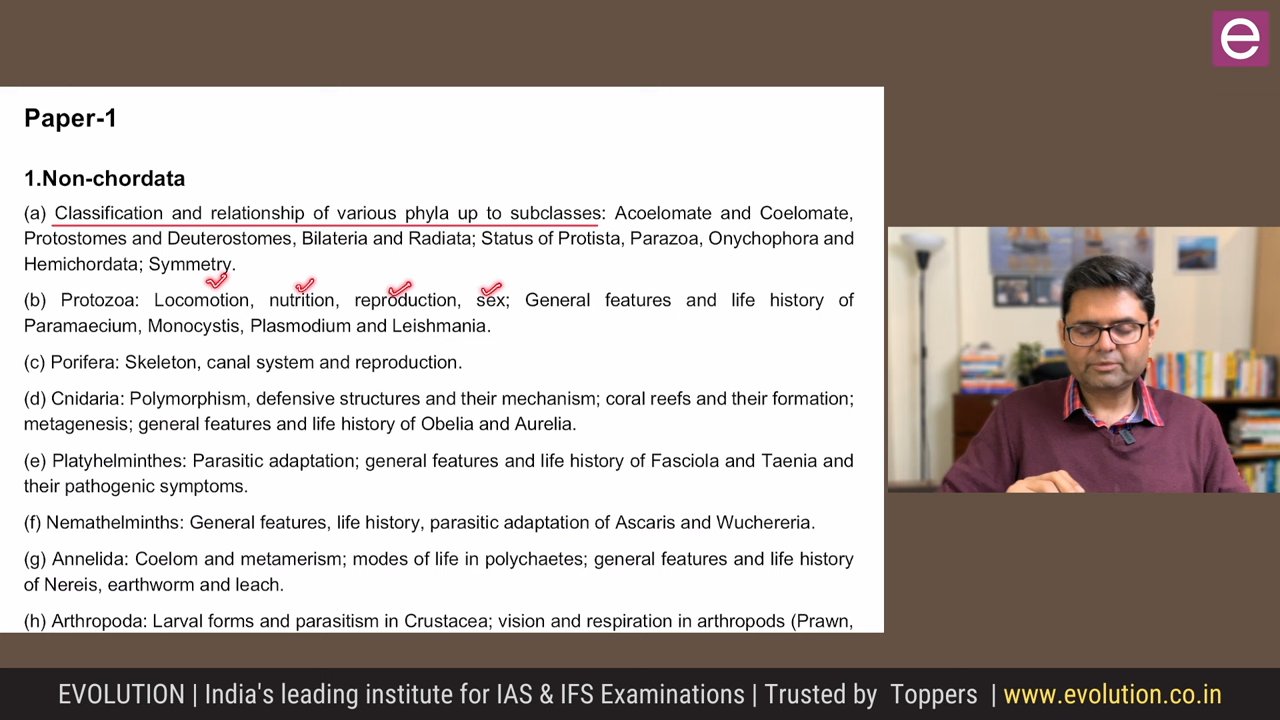 e
Paper-1
1.Non-chordata
(a) Classification and relationship of various phyla up to subclasses: Acoelomate and Coelomate,
Protostomes and Deuterostomes, Bilateria and Radiata; Status of Protista, Parazoa, Onychophora and
Hemichordata; Symmetry.
(b) Protozoa: Locomotion, nutrition, reproduction, sex; General features and life history of
Paramaecium, Monocystis, Plasmodium and Leishmania.
(c) Porifera: Skeleton, canal system and reproduction.
(d) Cnidaria: Polymorphism, defensive structures and their mechanism; coral reefs and their formation;
metagenesis; general features and life history of Obelia and Aurelia.
(e) Platyhelminthes: Parasitic adaptation; general features and life history of Fasciola and Taenia and
their pathogenic symptoms.
(f) Nemathelminths: General features, life history, parasitic adaptation of Ascaris and Wuchereria.
(g) Annelida: Coelom and metamerism; modes of life in polychaetes; general features and life history
of Nereis, earthworm and leach.
(h) Arthropoda: Larval forms and parasitism in Crustacea; vision and respiration in arthropods (Prawn,
EVOLUTION | India's leading institute for IAS & IFS Examinations | Trusted by Toppers | www.evolution.co.in